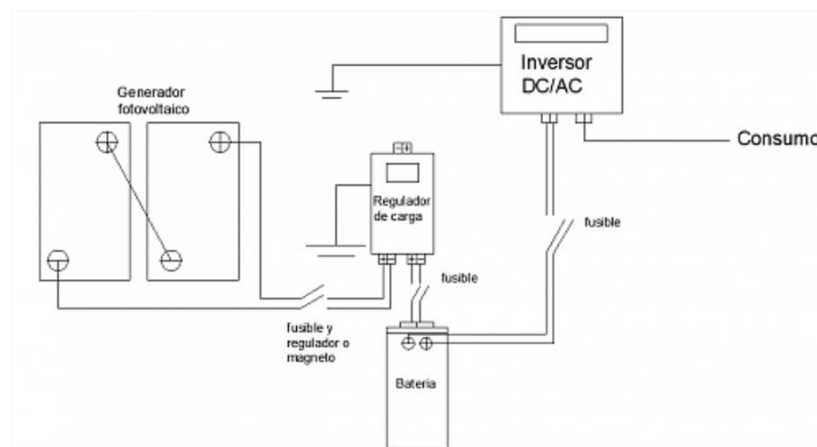 Inversor
DC/AC
Generador
fotovoltaico
Consumo
Regulador
de carga
fusible
fusible
fusible y
regulador o
magneto
Bateria